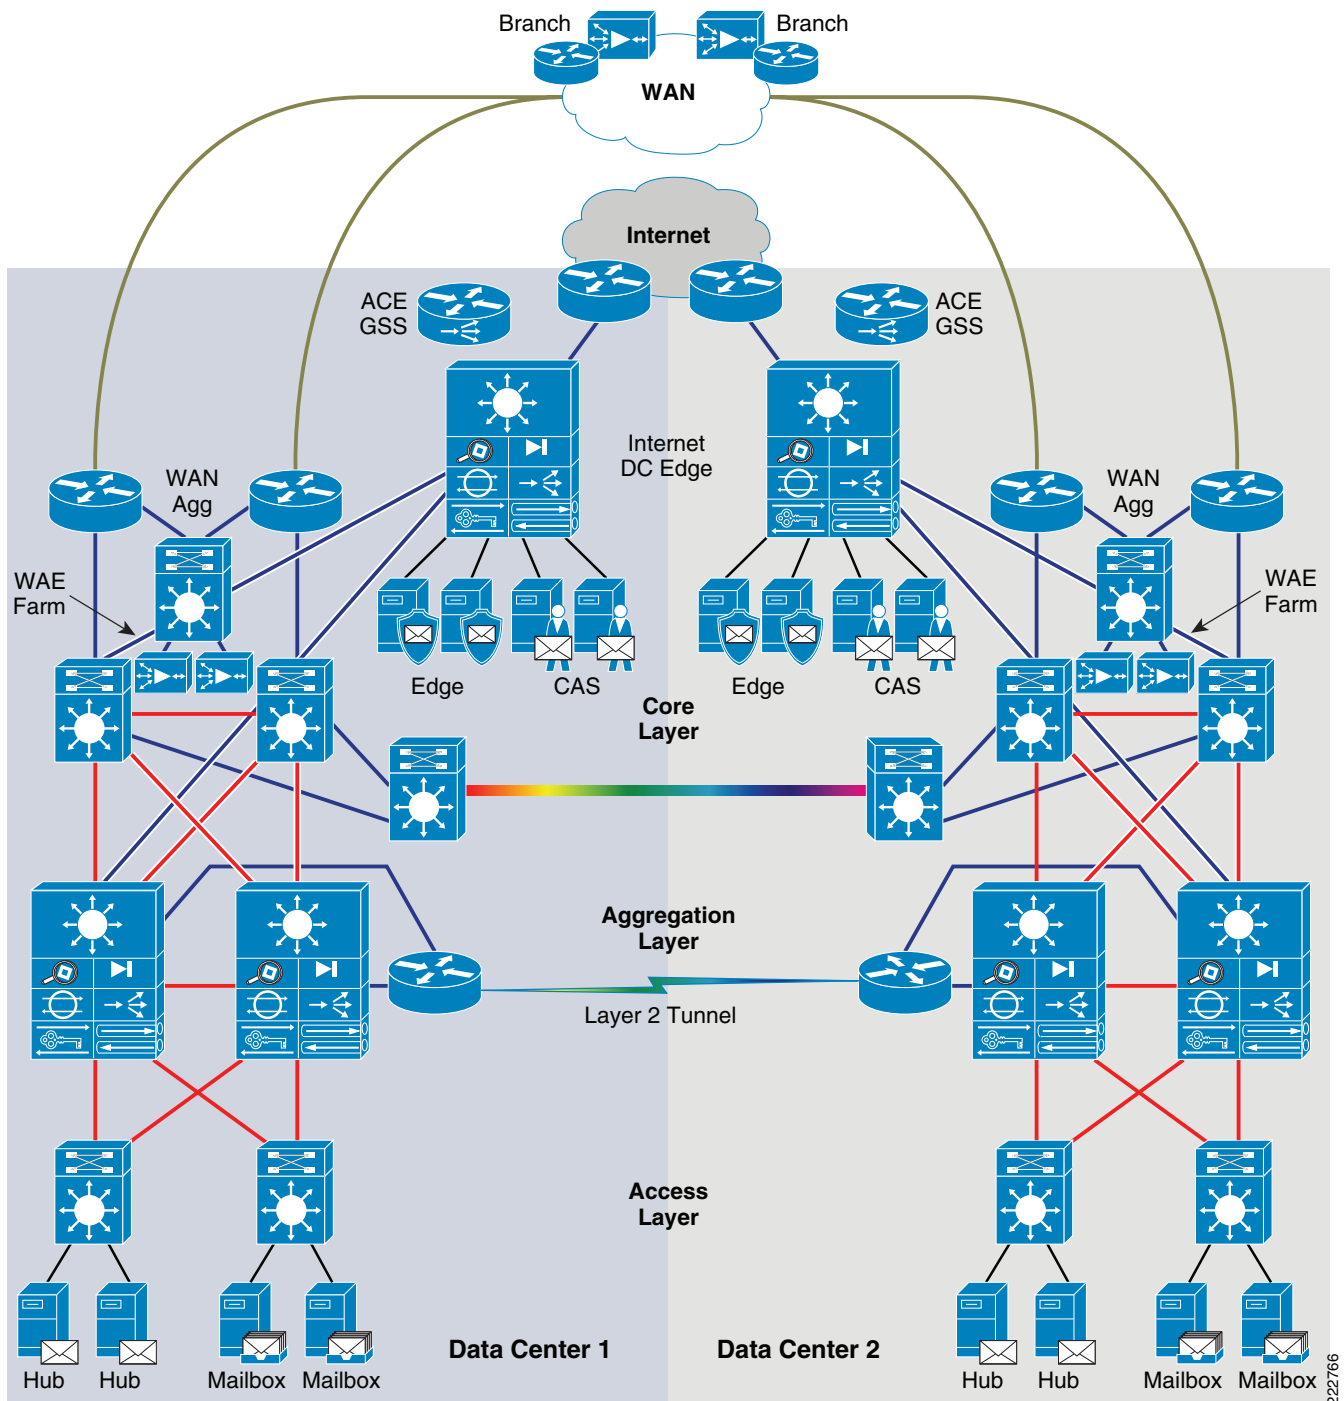 Branch
Branch
WAN
Internet
ACE
GSS
ACE
GSS
Internet
DC Edge
WAN
Agg
WAN
Agg
WAE
Farm
WAE
Farm
Edge
CAS
Edge
CAS
Core
Layer
Aggregation
Layer
Layer 2 Tunnel
Access
Layer
Data Center 1
Data Center 2
Hub
Hub
Mailbox
Mailbox
Hub
Hub
Mailbox
Mailbox
222766